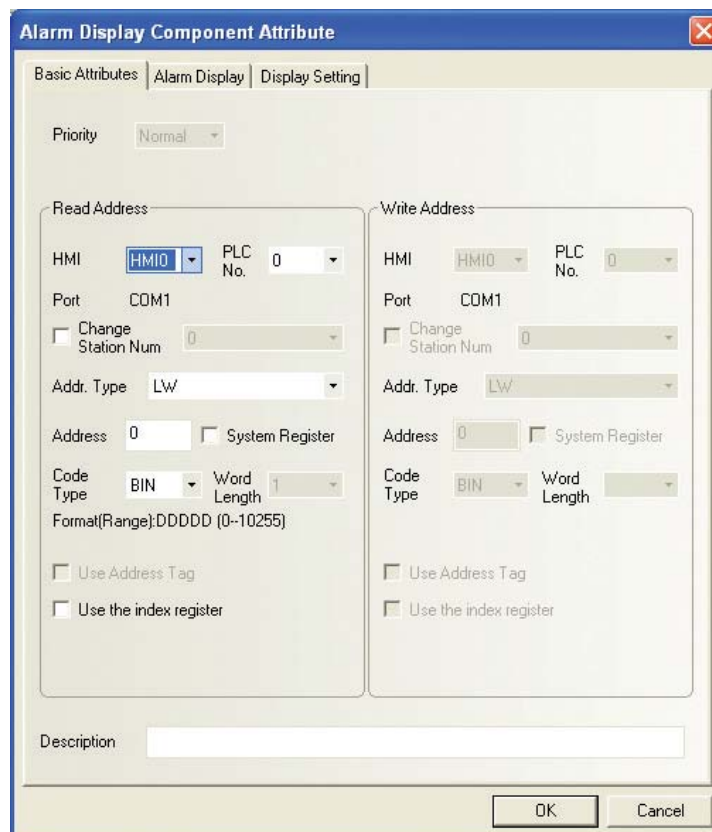 Alarm Display Component Attribute
Basic Attributes Alarm Display Display Setting
Priority Normal
Read Address
HMI HMI0 PLC No. 0
Port COM1
Change Station Num 0
Addr. Type LW
Address 0 System Register
Code Type BIN Word Length 1
Format(Range):DDDDD (0--10255)
Use Address Tag
Use the index register
Write Address
HMI HMI0 PLC No. 0
Port COM1
Change Station Num 0
Addr. Type LW
Address 0 System Register
Code Type BIN Word Length
Use Address Tag
Use the index register
Description
OK Cancel